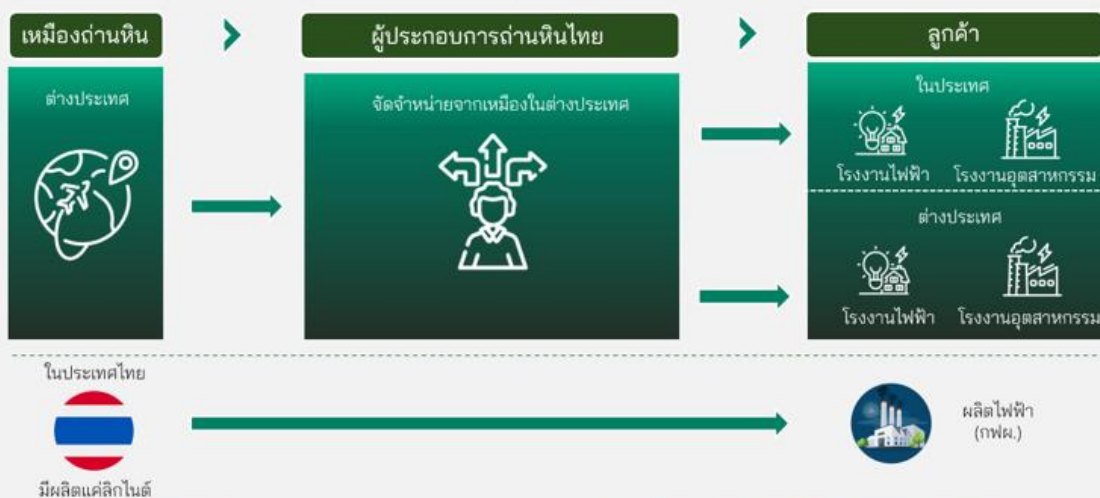 เหมืองถ่านหิน
ผู้ประกอบการถ่านหินไทย
ลูกค้า
ต่างประเทศ
จัดจำหน่ายจากเหมืองในต่างประเทศ
ในประเทศ
โรงงานไฟฟ้า โรงงานอุตสาหกรรม
ต่างประเทศ
โรงงานไฟฟ้า โรงงานอุตสาหกรรม
ในประเทศไทย
มีผลิตแค่ลิกไนต์
ผลิตไฟฟ้า
(กฟผ.)